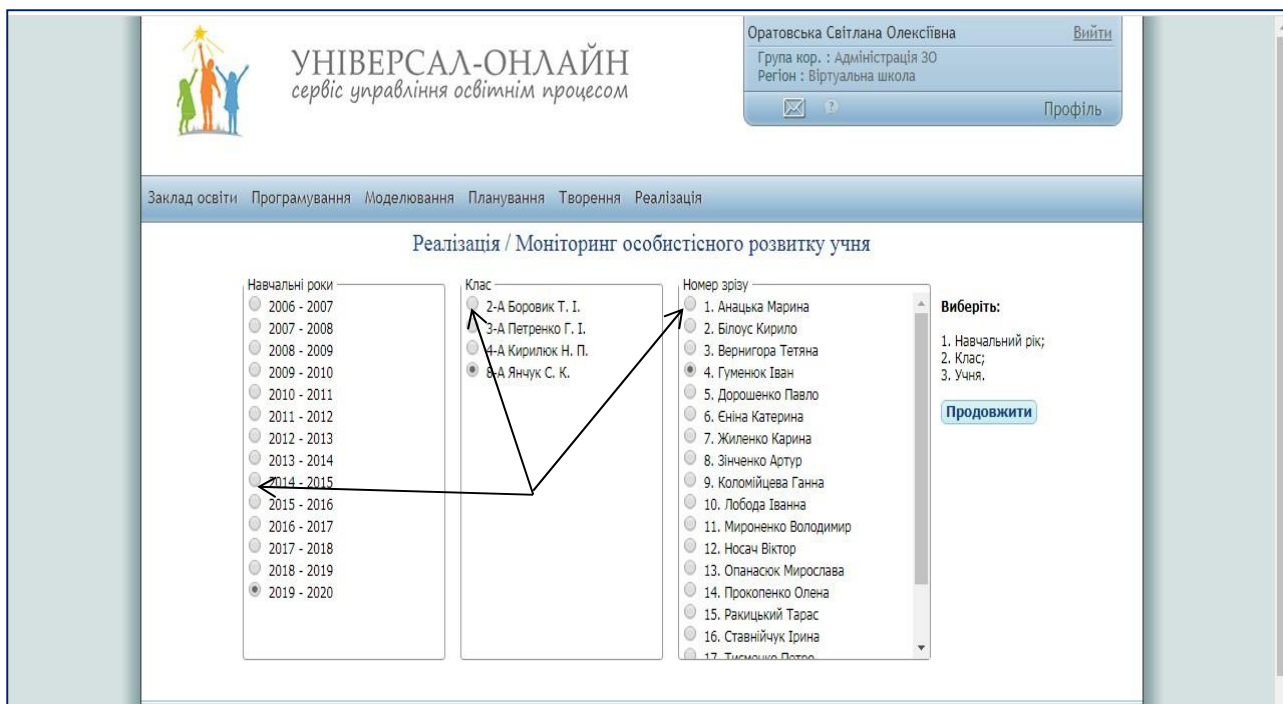 УНІВЕРСАЛ-ОНЛАЙН
сервіс управління освітнім процесом
Оратовська Світлана Олексіївна Вийти
Група кор. : Адміністрація ЗО
Регіон : Віртуальна школа
? Профіль
Заклад освіти Програмування Моделювання Планування Творення Реалізація
Реалізація / Моніторинг особистісного розвитку учня
Навчальні роки
2006 - 2007
2007 - 2008
2008 - 2009
2009 - 2010
2010 - 2011
2011 - 2012
2012 - 2013
2013 - 2014
2014 - 2015
2015 - 2016
2016 - 2017
2017 - 2018
2018 - 2019
2019 - 2020
Клас
2-А Боровик Т. І.
3-А Петренко Г. І.
4-А Кирилюк Н. П.
8-А Янчук С. К.
Номер зрізу
1. Анацька Марина
2. Білоус Кирило
3. Вернигора Тетяна
4. Гуменюк Іван
5. Дорошенко Павло
6. Єніна Катерина
7. Жиленко Карина
8. Зінченко Артур
9. Коломійцева Ганна
10. Лобода Іванна
11. Мироненко Володимир
12. Носач Віктор
13. Опанасюк Мирослава
14. Прокопенко Олена
15. Ракицький Тарас
16. Ставнійчук Ірина
17.
Виберіть:
1. Навчальний рік;
2. Клас;
3. Учня.
Продовжити